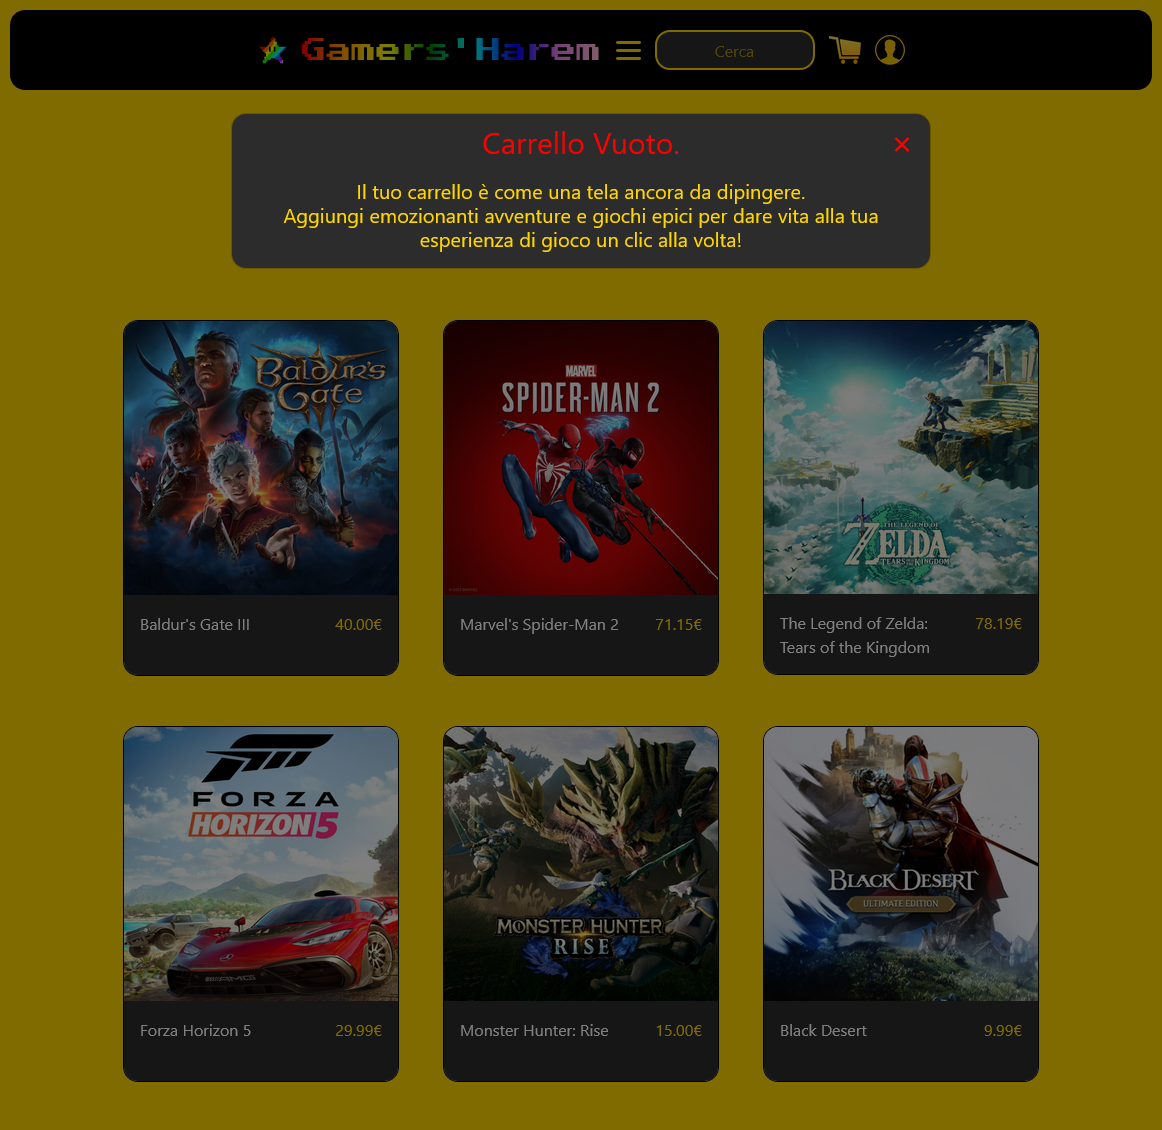 Gamers'Harem
Cerca
Carrello Vuoto.
Il tuo carrello è come una tela ancora da dipingere.
Aggiungi emozionanti avventure e giochi epici per dare vita alla tua
esperienza di gioco un clic alla volta!
BALDUR'S
GATE
MARVEL
SPIDER-MAN 2
THE LEGEND OF
ZELDA
TEARS OF THE KINGDOM
Baldur's Gate III
40.00€
Marvel's Spider-Man 2
71.15€
The Legend of Zelda:
Tears of the Kingdom
78.19€
FORZA
HORIZON 5
MONSTER HUNTER
RISE
BLACK DESERT
ULTIMATE EDITION
Forza Horizon 5
29.99€
Monster Hunter: Rise
15.00€
Black Desert
9.99€